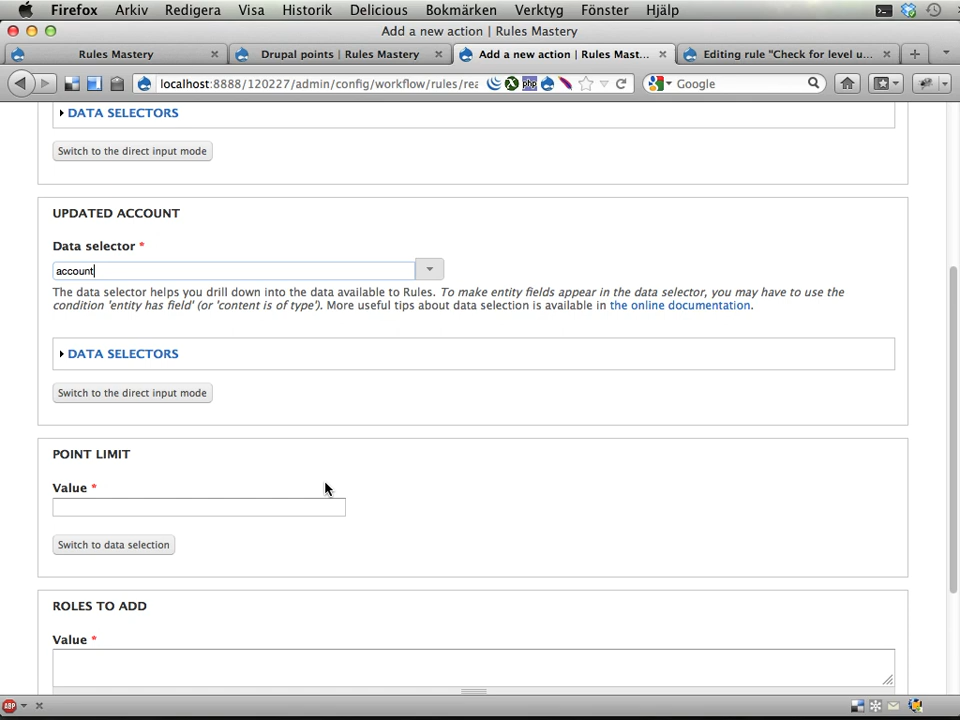 Firefox Arkiv Redigera Visa Historik Delicious Bokmärken Verktyg Fönster Hjälp
Add a new action | Rules Mastery
Rules Mastery
Drupal points | Rules Mastery
Add a new action | Rules Mast...
Editing rule "Check for level u...
localhost:8888/120227/admin/config/workflow/rules/rea
php
Google
DATA SELECTORS
Switch to the direct input mode
UPDATED ACCOUNT
Data selector *
account
The data selector helps you drill down into the data available to Rules. To make entity fields appear in the data selector, you may have to use the
condition 'entity has field' (or 'content is of type'). More useful tips about data selection is available in the online documentation.
DATA SELECTORS
Switch to the direct input mode
POINT LIMIT
Value *
Switch to data selection
ROLES TO ADD
Value *
ABP